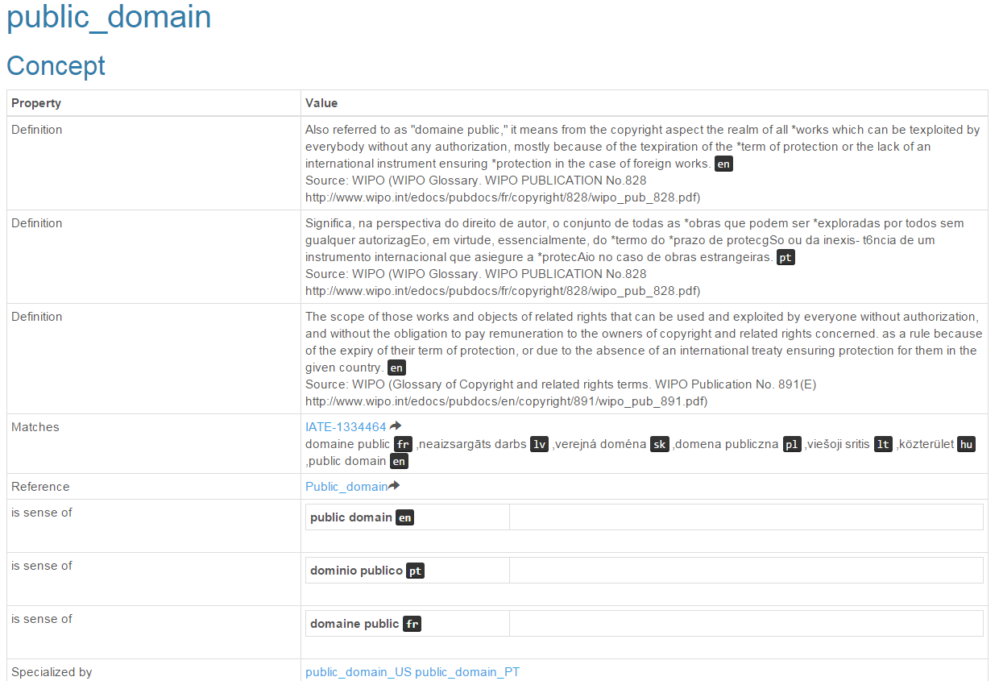 public_domain
Concept
Property Value
Definition Also referred to as "domaine public," it means from the copyright aspect the realm of all *works which can be texploited by
everybody without any authorization, mostly because of the texpiration of the *term of protection or the lack of an
international instrument ensuring *protection in the case of foreign works. en
Source: WIPO (WIPO Glossary. WIPO PUBLICATION No.828
http://www.wipo.int/edocs/pubdocs/fr/copyright/828/wipo_pub_828.pdf)
Definition Significa, na perspectiva do direito de autor, o conjunto de todas as *obras que podem ser *exploradas por todos sem
gualquer autorizagEo, em virtude, essencialmente, do *termo do *prazo de protecgSo ou da inexis- t6ncia de um
instrumento internacional que asiegure a *protecAio no caso de obras estrangeiras. pt
Source: WIPO (WIPO Glossary. WIPO PUBLICATION No.828
http://www.wipo.int/edocs/pubdocs/fr/copyright/828/wipo_pub_828.pdf)
Definition The scope of those works and objects of related rights that can be used and exploited by everyone without authorization,
and without the obligation to pay remuneration to the owners of copyright and related rights concerned. as a rule because
of the expiry of their term of protection, or due to the absence of an international treaty ensuring protection for them in the
given country. en
Source: WIPO (Glossary of Copyright and related rights terms. WIPO Publication No. 891(E)
http://www.wipo.int/edocs/pubdocs/en/copyright/891/wipo_pub_891.pdf)
Matches IATE-1334464
domaine public fr ,neaizsargāts darbs lv ,verejná doména sk ,domena publiczna pl ,viešoji sritis lt ,közterület hu
,public domain en
Reference Public_domain
is sense of public domain en
is sense of dominio publico pt
is sense of domaine public fr
Specialized by public_domain_US public_domain_PT